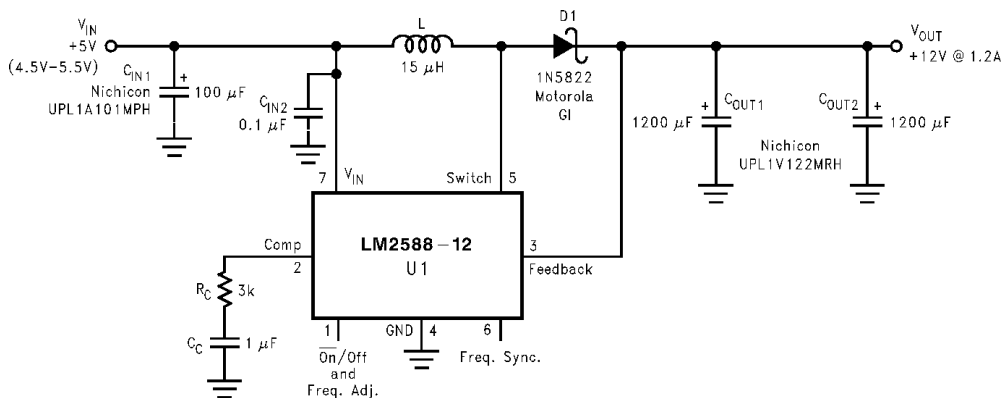 V_IN
+5V
(4.5V-5.5V)
C_IN1
Nichicon
UPL1A101MPH
+
100 μF
C_IN2
0.1 μF
L
15 μH
D1
1N5822
Motorola
GI
V_OUT
+12V @ 1.2A
1200 μF
+
C_OUT1
C_OUT2
+
1200 μF
Nichicon
UPL1V122MRH
7
V_IN
Switch
5
LM2588-12
U1
Comp
2
3
Feedback
R_C
3k
C_C
1 μF
1
GND
4
6
On/Off
and
Freq. Adj.
Freq. Sync.